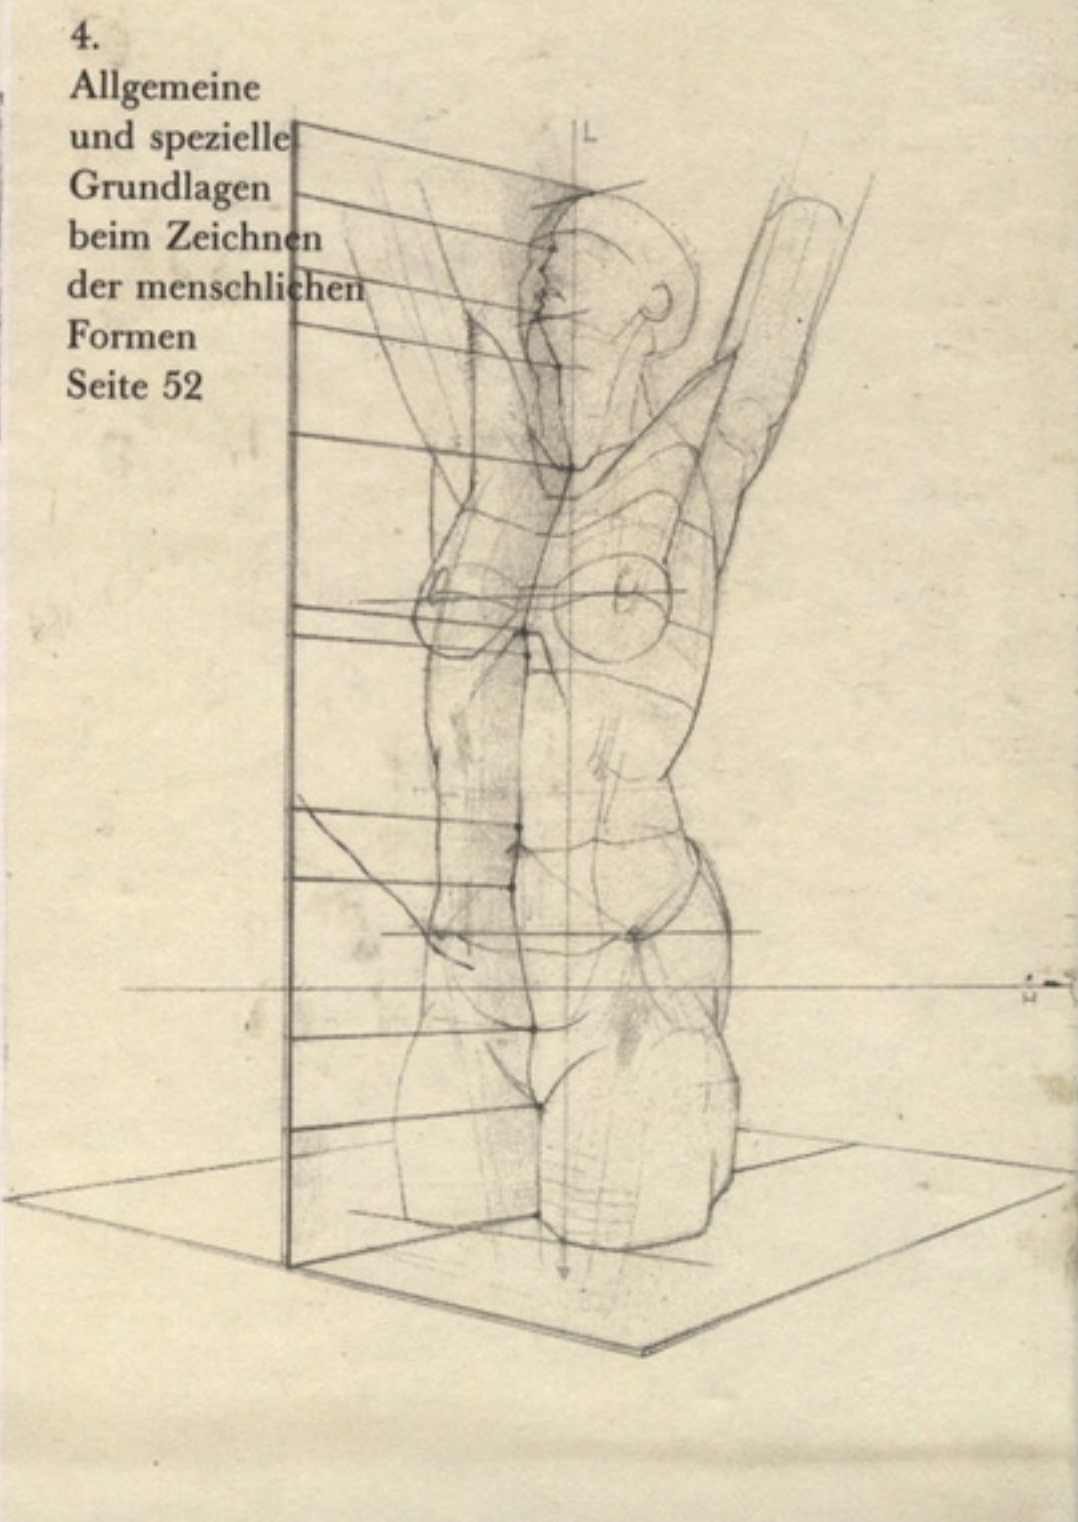 4.
Allgemeine
und spezielle
Grundlagen
beim Zeichnen
der menschlichen
Formen
Seite 52
L